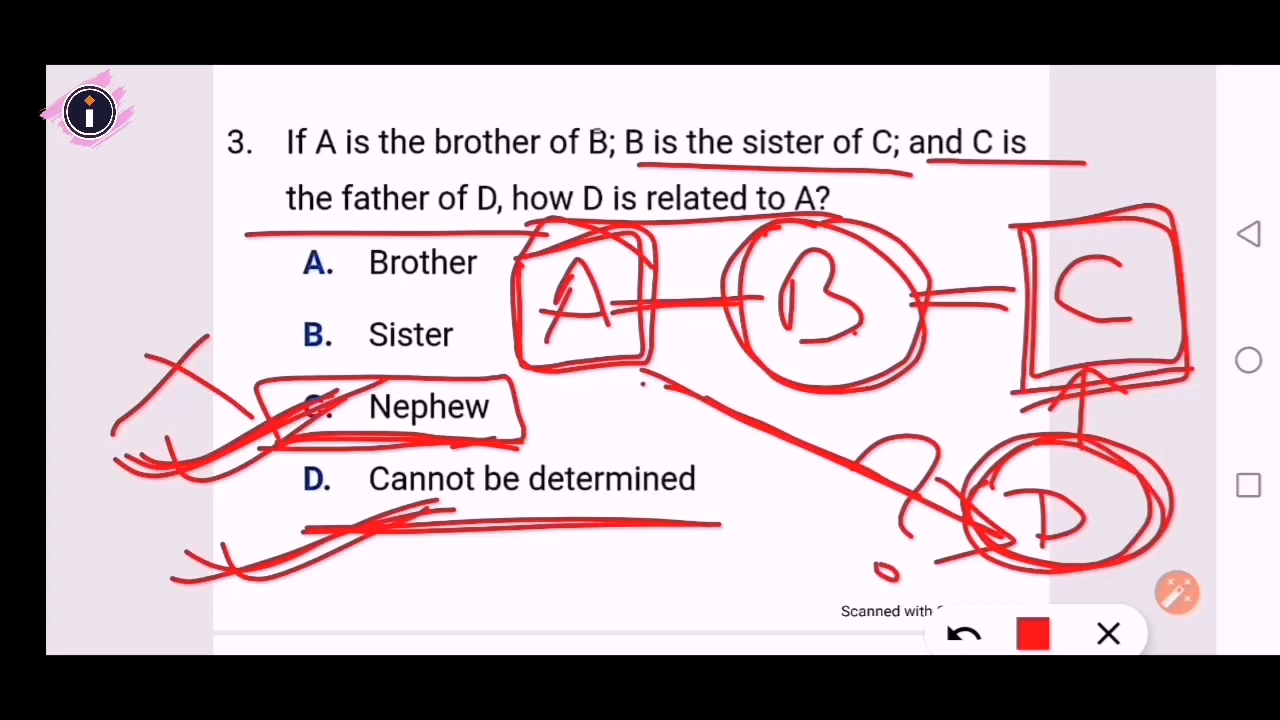 i
3. If A is the brother of B; B is the sister of C; and C is
the father of D, how D is related to A?
A. Brother
B. Sister
C. Nephew
D. Cannot be determined
A B C
? D
Scanned with